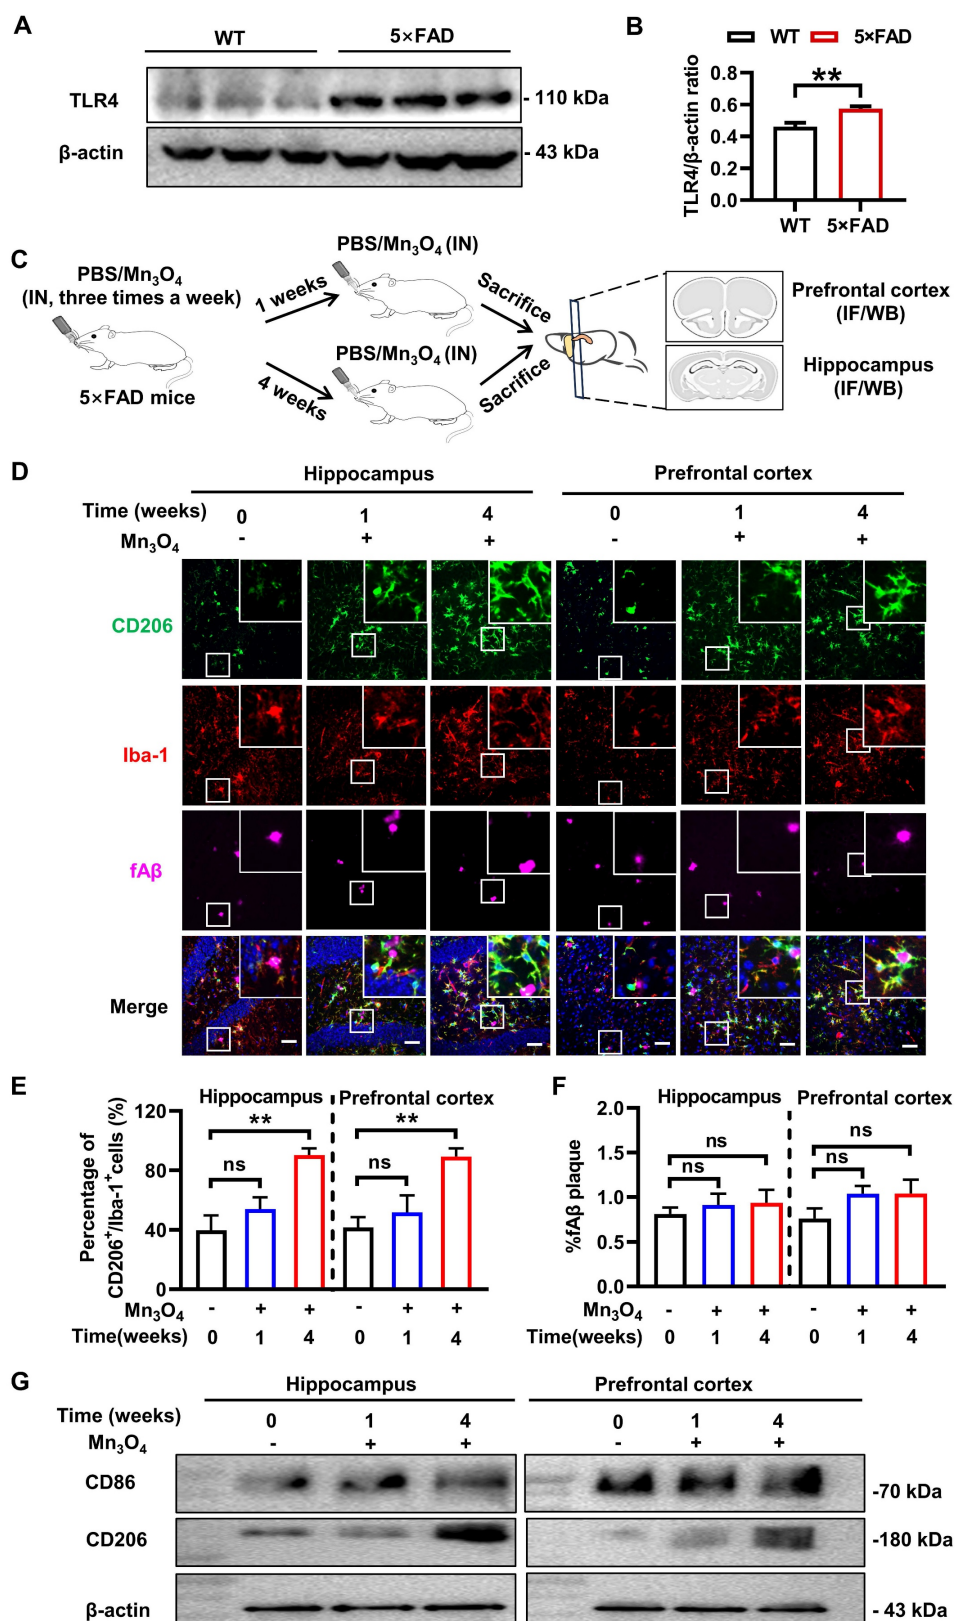 A
WT 5×FAD
TLR4
- 110 kDa
β-actin
- 43 kDa
B
WT 5×FAD
TLR4/β-actin ratio
0.8
0.6
0.4
0.2
0.0
**
WT 5×FAD
C
PBS/Mn₃O₄
(IN, three times a week)
5×FAD mice
1 weeks
4 weeks
PBS/Mn₃O₄ (IN)
PBS/Mn₃O₄ (IN)
Sacrifice
Sacrifice
Prefrontal cortex
(IF/WB)
Hippocampus
(IF/WB)
D
Hippocampus Prefrontal cortex
Time (weeks) 0 1 4 0 1 4
Mn₃O₄ - + + - + +
CD206
Iba-1
fAβ
Merge
E
Percentage of
CD206⁺/Iba-1⁺cells (%)
120
80
40
0
Hippocampus Prefrontal cortex
** **
ns ns
Mn₃O₄ - + + - + +
Time(weeks) 0 1 4 0 1 4
F
%fAβ plaque
2.0
1.5
1.0
0.5
0.0
Hippocampus Prefrontal cortex
ns ns
ns ns
Mn₃O₄ - + + - + +
Time(weeks) 0 1 4 0 1 4
G
Hippocampus Prefrontal cortex
Time (weeks) 0 1 4 0 1 4
Mn₃O₄ - + + - + +
CD86 -70 kDa
CD206 -180 kDa
β-actin - 43 kDa